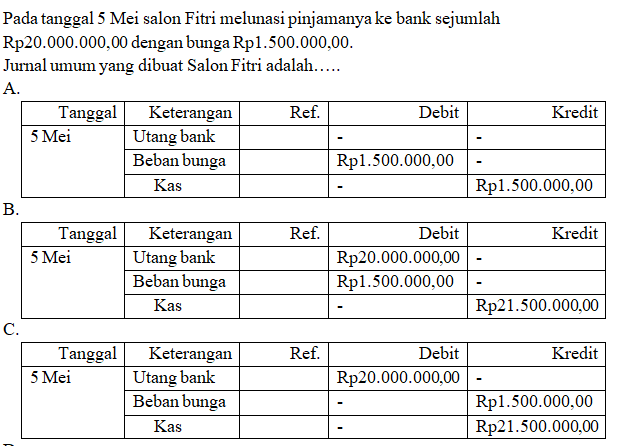 Pada tanggal 5 Mei salon Fitri melunasi pinjamanya ke bank sejumlah
Rp20.000.000,00 dengan bunga Rp1.500.000,00.
Jurnal umum yang dibuat Salon Fitri adalah…..
A.
Tanggal Keterangan Ref. Debit Kredit
5 Mei Utang bank - -
Beban bunga Rp1.500.000,00 -
Kas - Rp1.500.000,00
B.
Tanggal Keterangan Ref. Debit Kredit
5 Mei Utang bank Rp20.000.000,00 -
Beban bunga Rp1.500.000,00 -
Kas - Rp21.500.000,00
C.
Tanggal Keterangan Ref. Debit Kredit
5 Mei Utang bank Rp20.000.000,00 -
Beban bunga - Rp1.500.000,00
Kas - Rp21.500.000,00